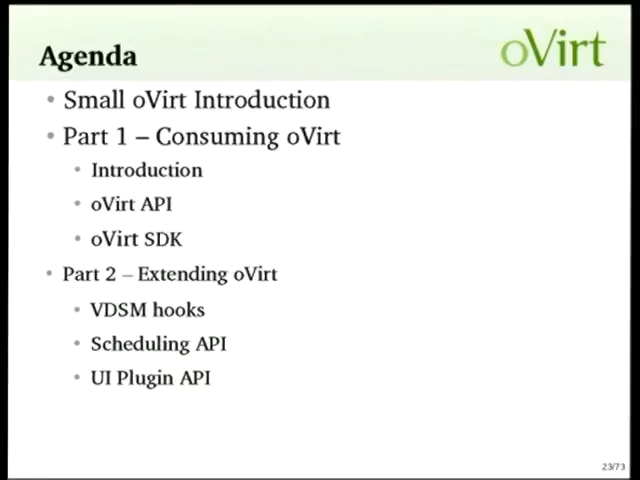 Agenda
oVirt
• Small oVirt Introduction
• Part 1 – Consuming oVirt
• Introduction
• oVirt API
• oVirt SDK
• Part 2 – Extending oVirt
• VDSM hooks
• Scheduling API
• UI Plugin API
23/73